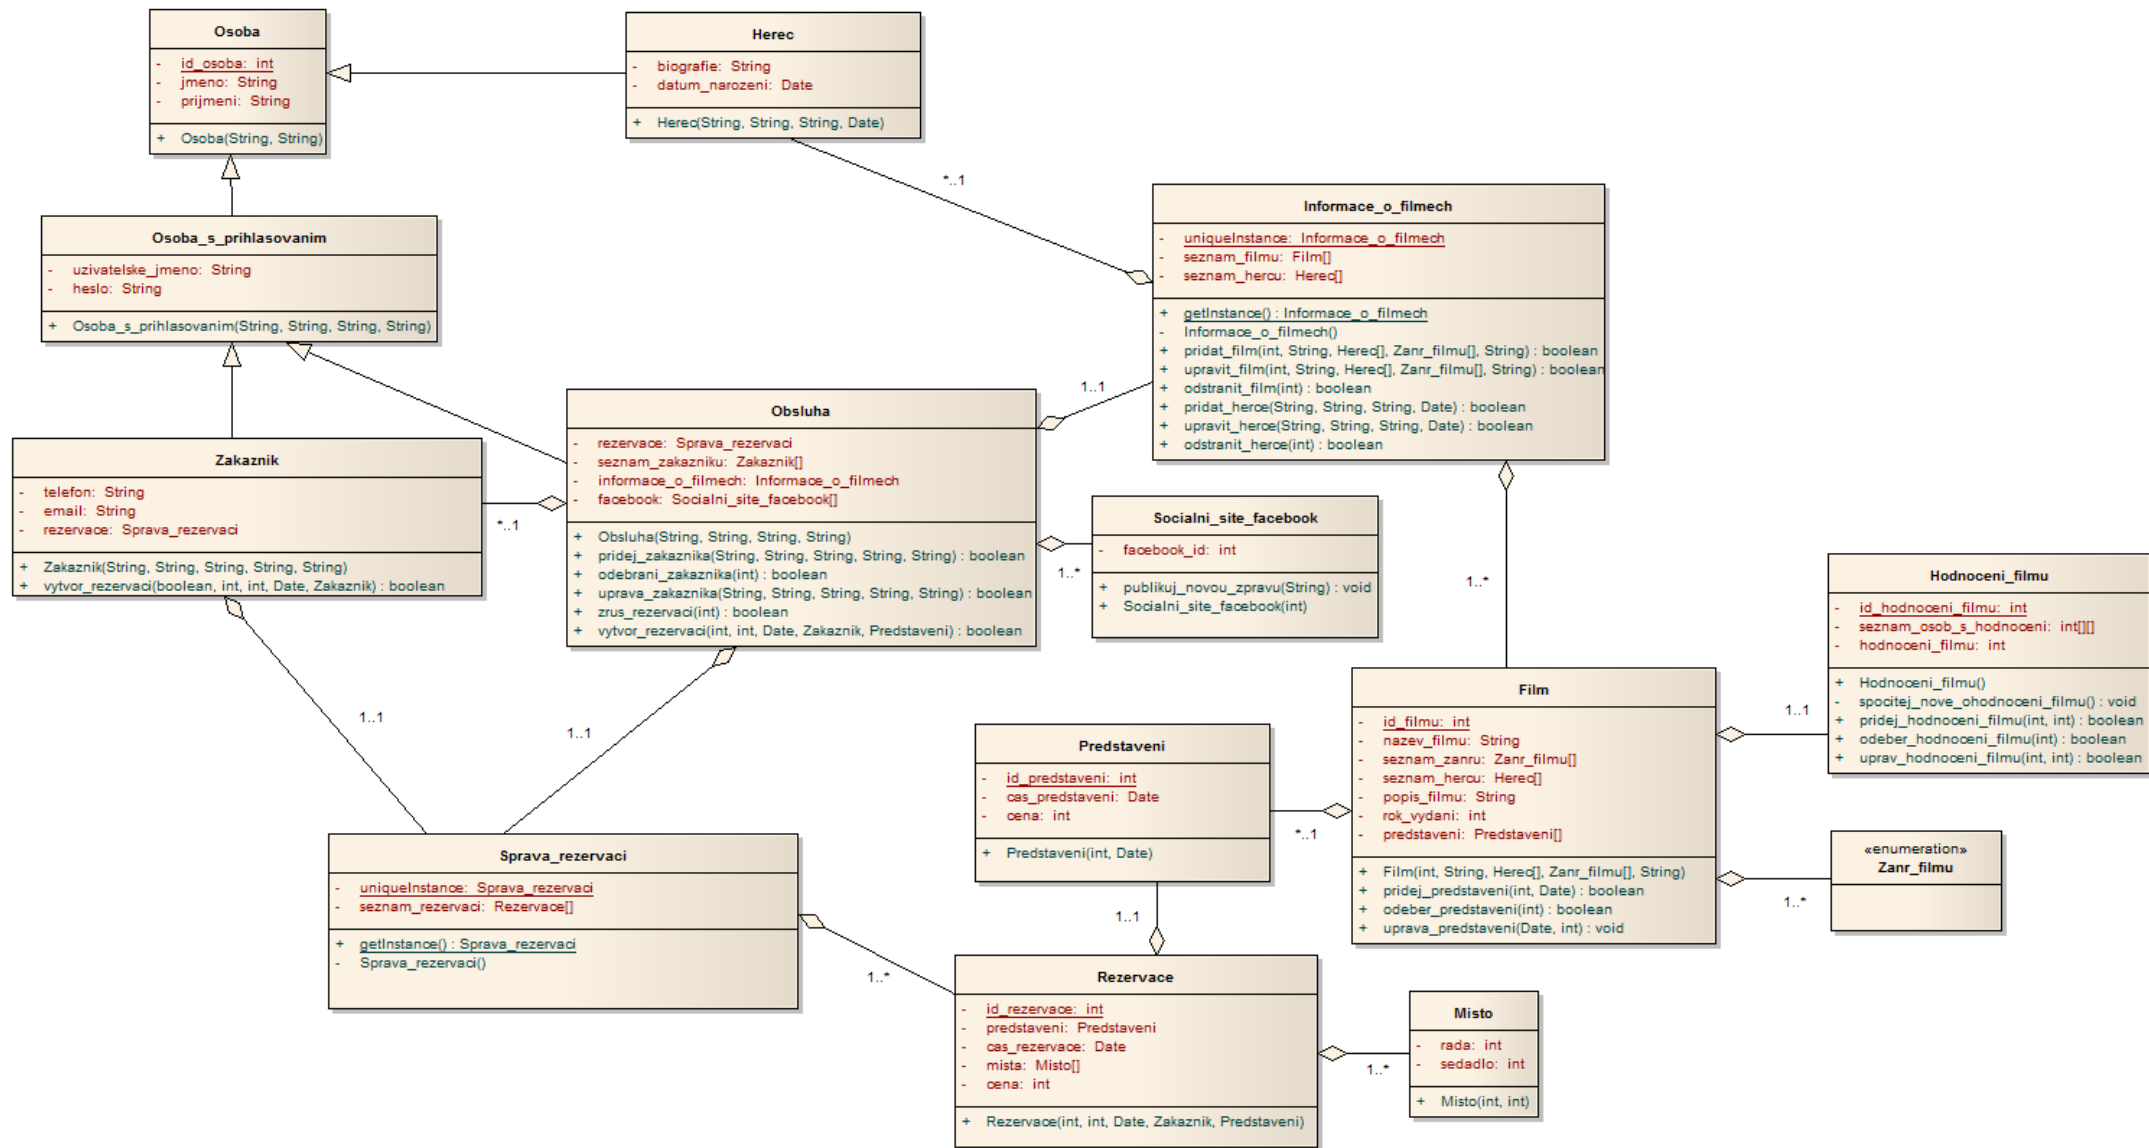 Osoba
- id_osoba: int
- jmeno: String
- prijmeni: String
+ Osoba(String, String)
Herec
- biografie: String
- datum_narozeni: Date
+ Herec(String, String, String, Date)
*..1
Osoba_s_prihlasovanim
- uzivatelske_jmeno: String
- heslo: String
+ Osoba_s_prihlasovanim(String, String, String, String)
Informace_o_filmech
- uniqueInstance: Informace_o_filmech
- seznam_filmu: Film[]
- seznam_hercu: Herec[]
+ getInstance() : Informace_o_filmech
- Informace_o_filmech()
+ pridat_film(int, String, Herec[], Zanr_filmu[], String) : boolean
+ upravit_film(int, String, Herec[], Zanr_filmu[], String) : boolean
+ odstranit_film(int) : boolean
+ pridat_herce(String, String, String, Date) : boolean
+ upravit_herce(String, String, String, Date) : boolean
+ odstranit_herce(int) : boolean
1..1
Zakaznik
- telefon: String
- email: String
- rezervace: Sprava_rezervaci
+ Zakaznik(String, String, String, String, String)
+ vytvor_rezervaci(boolean, int, int, Date, Zakaznik) : boolean
*..1
Obsluha
- rezervace: Sprava_rezervaci
- seznam_zakazniku: Zakaznik[]
- informace_o_filmech: Informace_o_filmech
- facebook: Socialni_site_facebook[]
+ Obsluha(String, String, String, String)
+ pridej_zakaznika(String, String, String, String, String) : boolean
+ odebrani_zakaznika(int) : boolean
+ uprava_zakaznika(String, String, String, String, String) : boolean
+ zrus_rezervaci(int) : boolean
+ vytvor_rezervaci(int, int, Date, Zakaznik, Predstaveni) : boolean
1..*
Socialni_site_facebook
- facebook_id: int
+ publikuj_novou_zpravu(String) : void
+ Socialni_site_facebook(int)
1..*
Hodnoceni_filmu
- id_hodnoceni_filmu: int
- seznam_osob_s_hodnoceni: int[][]
- hodnoceni_filmu: int
+ Hodnoceni_filmu()
- spocitej_nove_ohodnoceni_filmu() : void
+ pridej_hodnoceni_filmu(int, int) : boolean
+ odeber_hodnoceni_filmu(int) : boolean
+ uprav_hodnoceni_filmu(int, int) : boolean
1..1
Film
- id_filmu: int
- nazev_filmu: String
- seznam_zanru: Zanr_filmu[]
- seznam_hercu: Herec[]
- popis_filmu: String
- rok_vydani: int
- predstaveni: Predstaveni[]
+ Film(int, String, Herec[], Zanr_filmu[], String)
+ pridej_predstaveni(int, Date) : boolean
+ odeber_predstaveni(int) : boolean
+ uprava_predstaveni(Date, int) : void
1..1
1..1
Predstaveni
- id_predstaveni: int
- cas_predstaveni: Date
- cena: int
+ Predstaveni(int, Date)
*..1
«enumeration»
Zanr_filmu
1..*
Sprava_rezervaci
- uniqueInstance: Sprava_rezervaci
- seznam_rezervaci: Rezervace[]
+ getInstance() : Sprava_rezervaci
- Sprava_rezervaci()
1..1
1..*
Rezervace
- id_rezervace: int
- predstaveni: Predstaveni
- cas_rezervace: Date
- mista: Misto[]
- cena: int
+ Rezervace(int, int, Date, Zakaznik, Predstaveni)
1..*
Misto
- rada: int
- sedadlo: int
+ Misto(int, int)